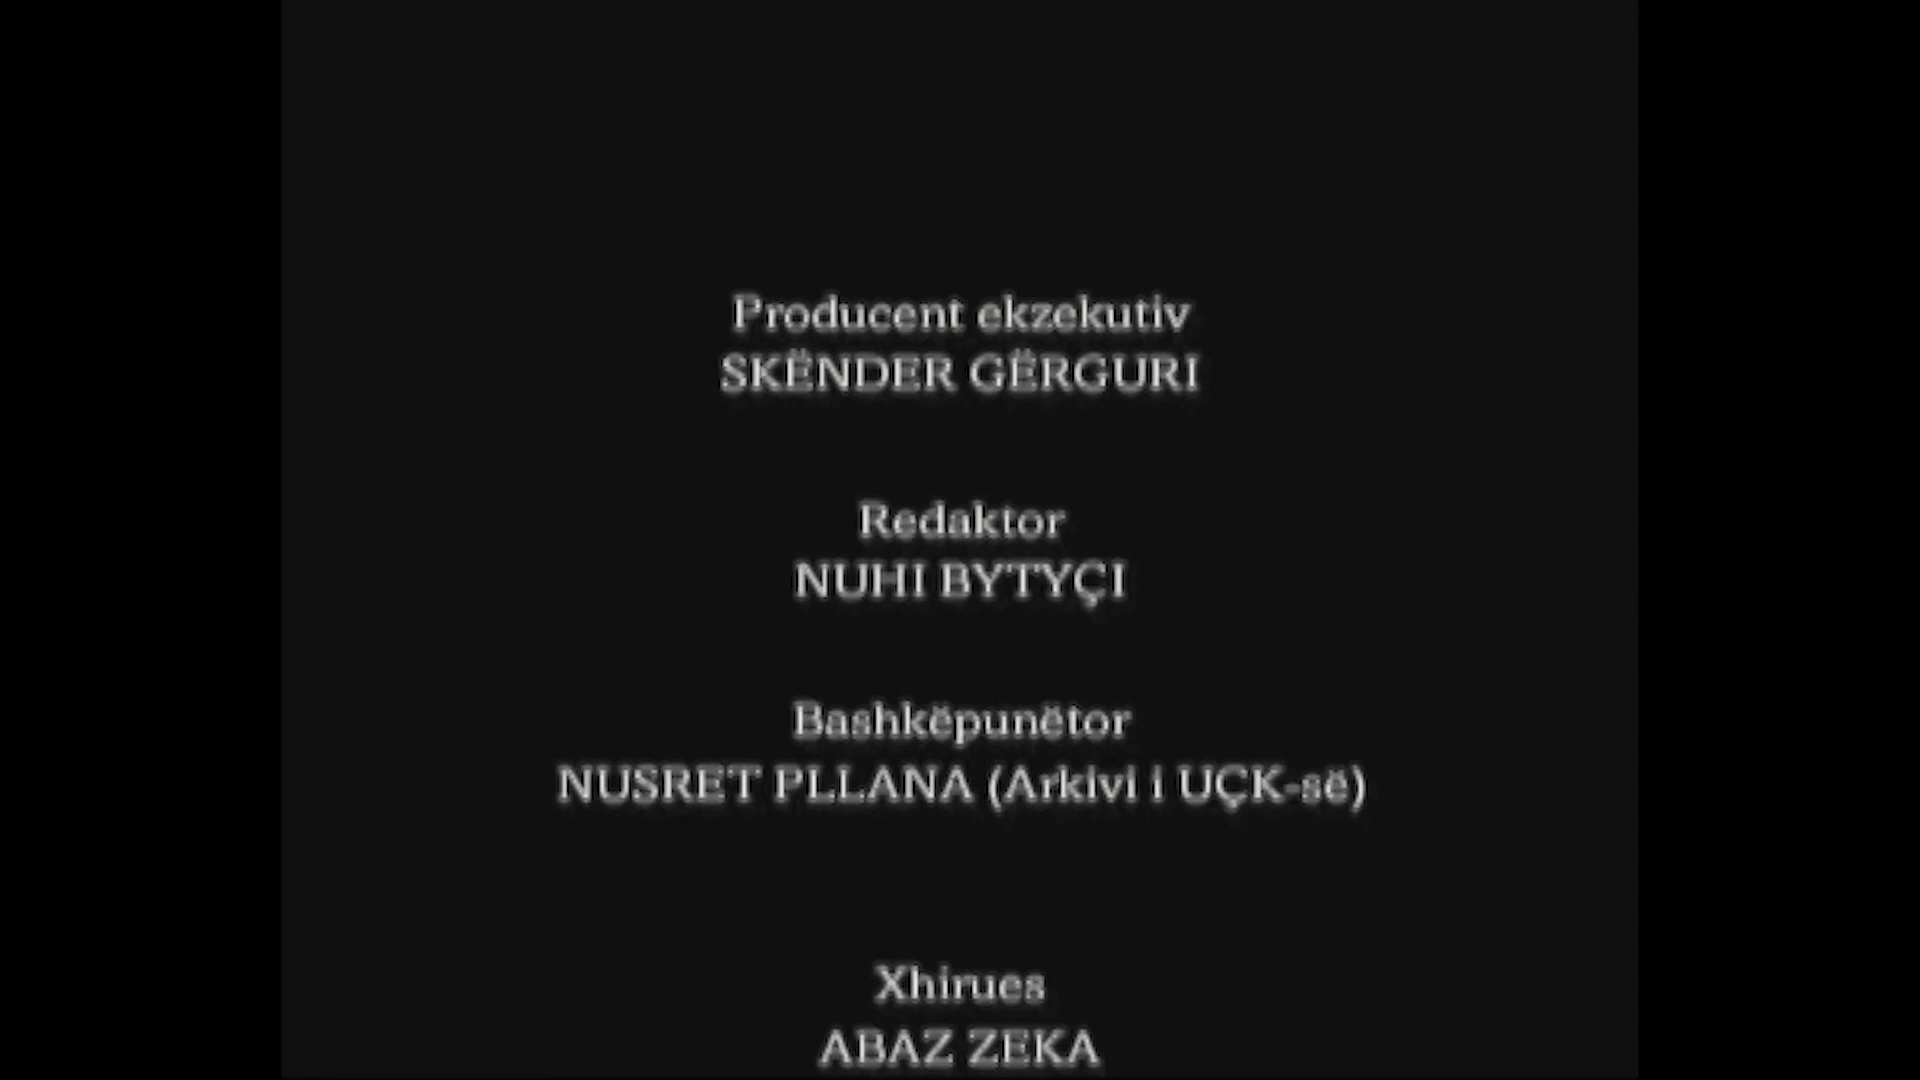 Producent ekzekutiv
SKËNDER GËRGURI
Redaktor
NUHI BYTYÇI
Bashkëpunëtor
NUSRET PLLANA (Arkivi i UÇK-së)
Xhirues
ABAZ ZEKA